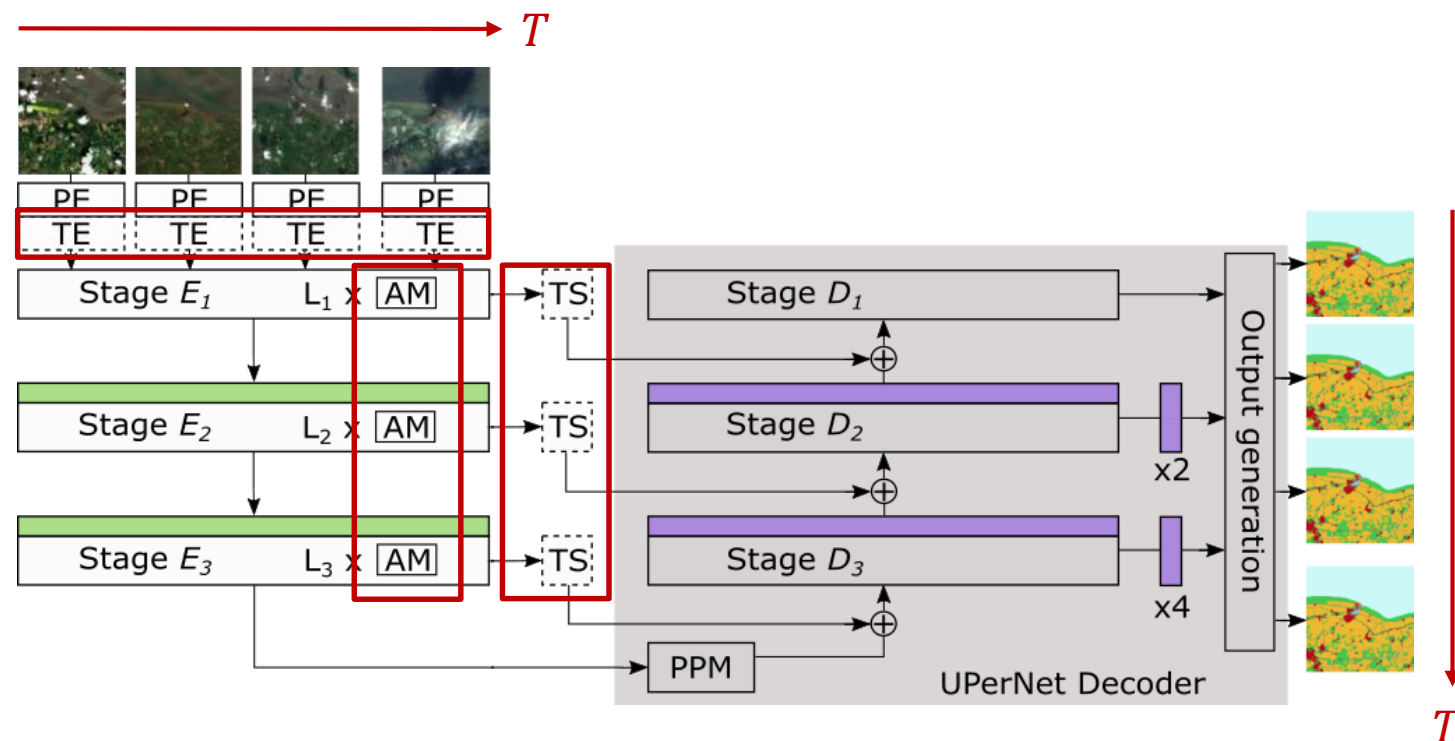 T
PE PE PE PE
TE TE TE TE
Stage E₁ L₁ x AM TS Stage D₁
Stage E₂ L₂ x AM TS Stage D₂
x2
Stage E₃ L₃ x AM TS Stage D₃
x4
PPM
UPerNet Decoder
Output generation
T